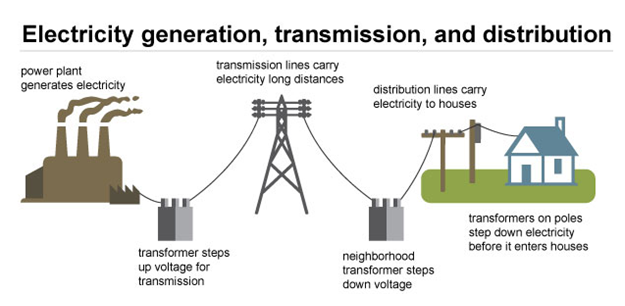 Electricity generation, transmission, and distribution
power plant
generates electricity
transmission lines carry
electricity long distances
distribution lines carry
electricity to houses
transformer steps
up voltage for
transmission
neighborhood
transformer steps
down voltage
transformers on poles
step down electricity
before it enters houses